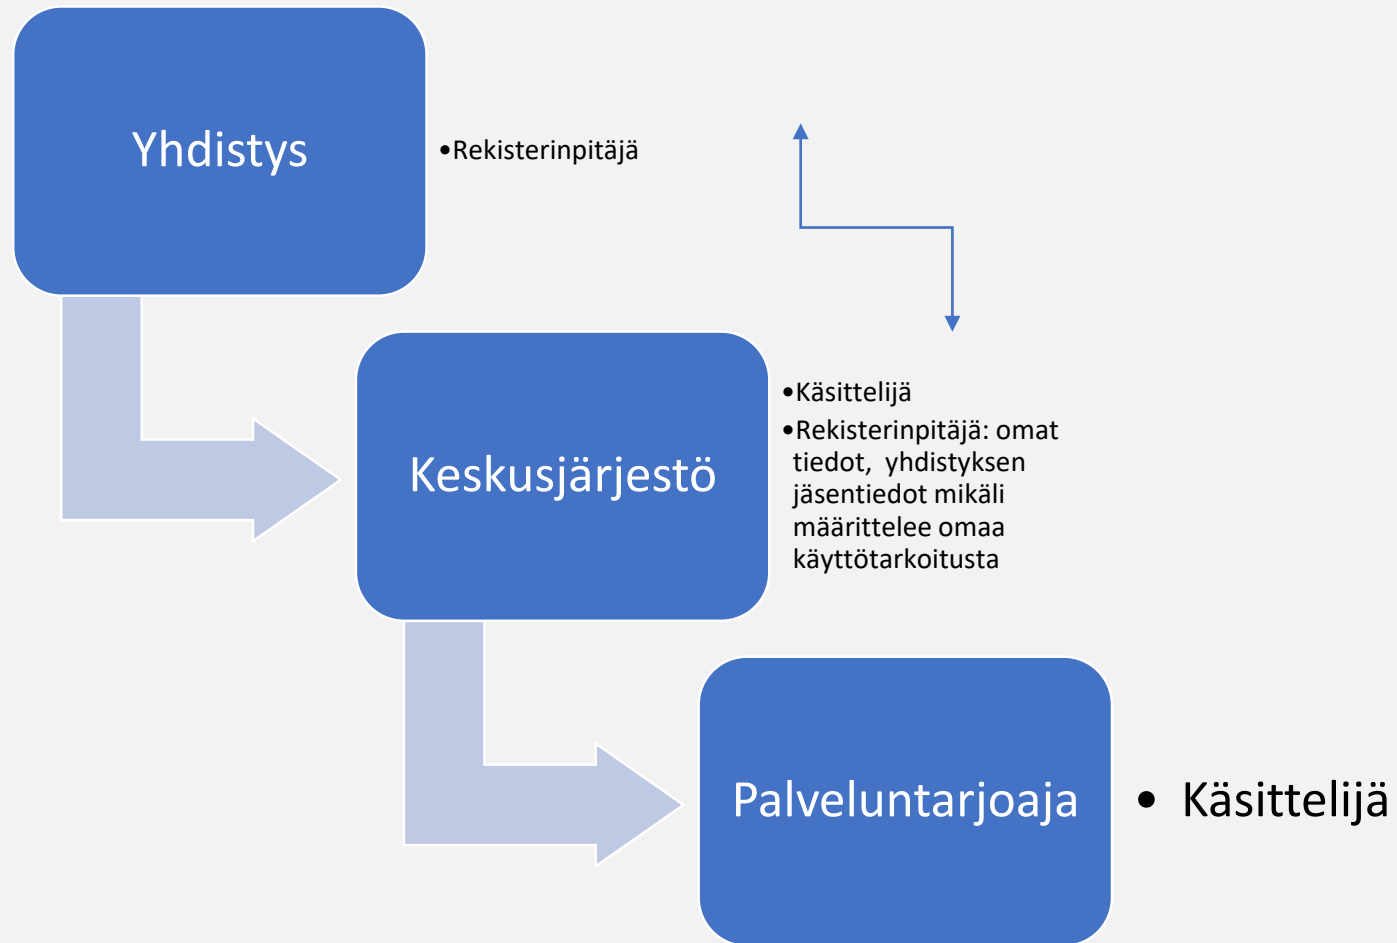 Yhdistys
•Rekisterinpitäjä
Keskusjärjestö
•Käsittelijä
•Rekisterinpitäjä: omat
tiedot, yhdistyksen
jäsentiedot mikäli
määrittelee omaa
käyttötarkoitusta
Palveluntarjoaja
• Käsittelijä